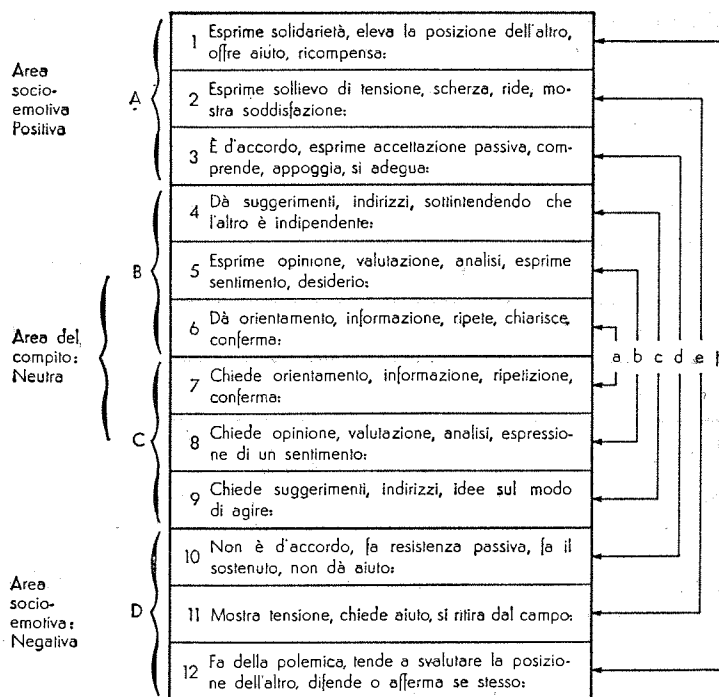 1 Esprime solidarietà, eleva la posizione dell'altro,
offre aiuto, ricompensa:
Area
socio-
emotiva
Positiva
A
2 Esprime sollievo di tensione, scherza, ride, mo-
stra soddisfazione:
3 È d'accordo, esprime accettazione passiva, com-
prende, appoggia, si adegua:
4 Dà suggerimenti, indirizzi, sottintendendo che
l'altro è indipendente:
B
5 Esprime opinione, valutazione, analisi, esprime
sentimento, desiderio:
6 Dà orientamento, informazione, ripete, chiarisce,
conferma:
Area del
compito:
Neutra
a b c d e f
7 Chiede orientamento, informazione, ripetizione,
conferma:
C
8 Chiede opinione, valutazione, analisi, espressio-
ne di un sentimento:
9 Chiede suggerimenti, indirizzi, idee sul modo
di agire:
10 Non è d'accordo, fa resistenza passiva, fa il
sostenuto, non dà aiuto:
Area
socio-
emotiva:
Negativa
D
11 Mostra tensione, chiede aiuto, si ritira dal campo:
12 Fa della polemica, tende a svalutare la posizio-
ne dell'altro, difende o afferma se stesso: